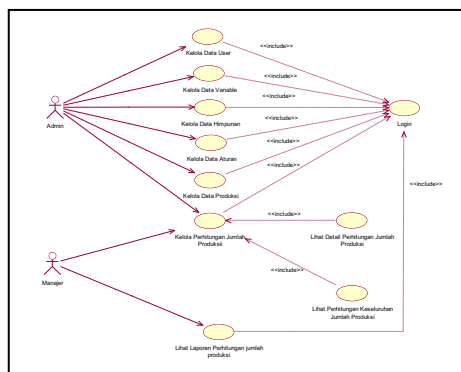 Kelola Data User
<<include>>
<<include>>
Kelola Data Variable
<<include>>
Admin
Kelola Data Himpunan
Login
<<include>>
Kelola Data Aturan
<<include>>
<<include>>
Kelola Data Produksi
<<include>>
Kelola Perhitungan Jumlah
Produksii
Lihat Detail Perhitungan Jumlah
Produksi
Manajer
<<include>>
Lihat Perhitungan Keseluruhan
Jumlah Produksi
Lihat Laporan Perhitungan jumlah
produksi